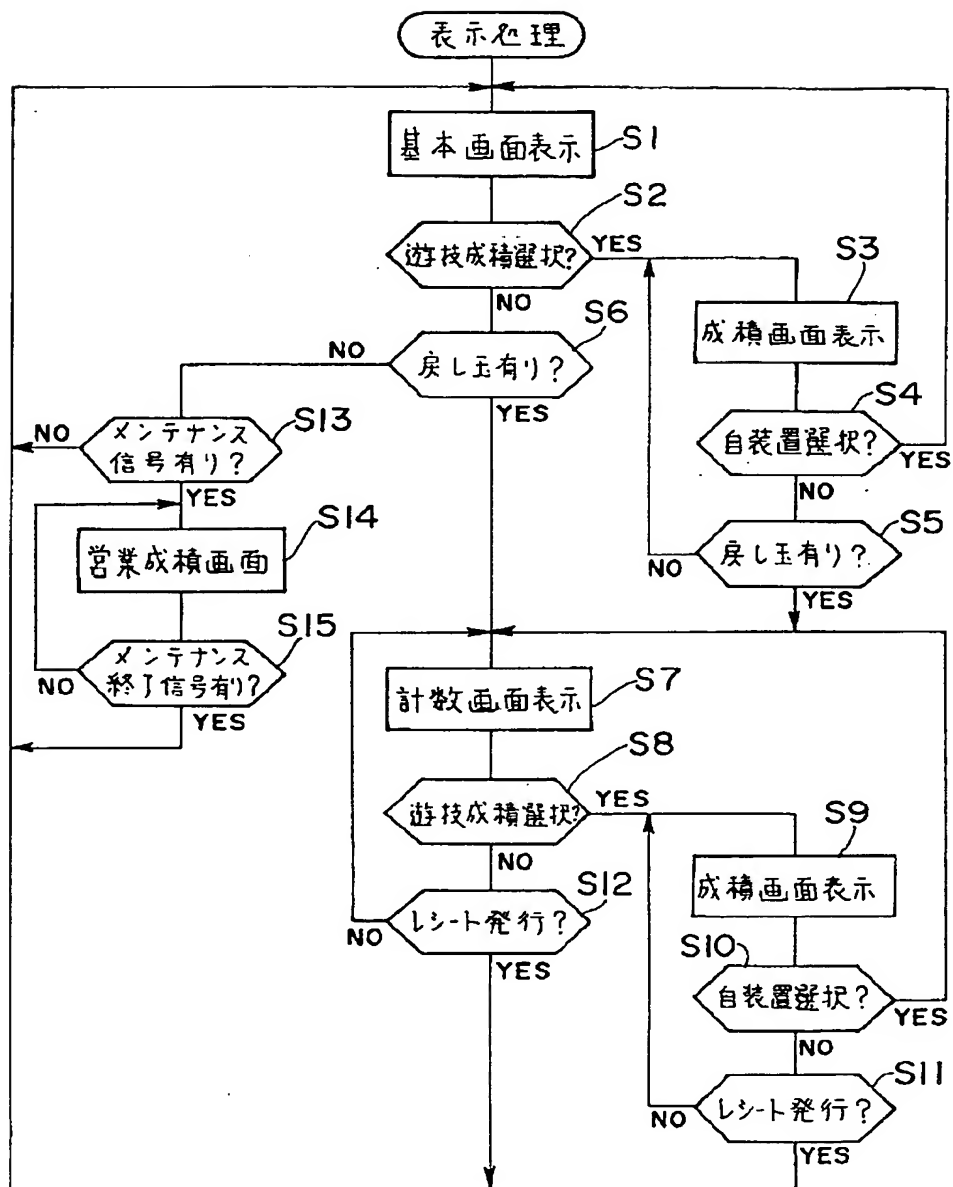 表示処理
基本画面表示
S1
S2
遊技成積選択?
YES
NO
S3
成積画面表示
S4
自装置選択?
YES
NO
S5
戻し玉有り?
NO
YES
S6
戻し玉有り?
NO
YES
S13
メンテナンス
信号有り?
NO
YES
S14
営業成積画面
S15
メンテナンス
終了信号有り?
NO
YES
S7
計数画面表示
S8
遊技成積選択?
YES
NO
S9
成積画面表示
S10
自装置選択?
YES
NO
S11
レシート発行?
NO
YES
S12
レシート発行?
NO
YES